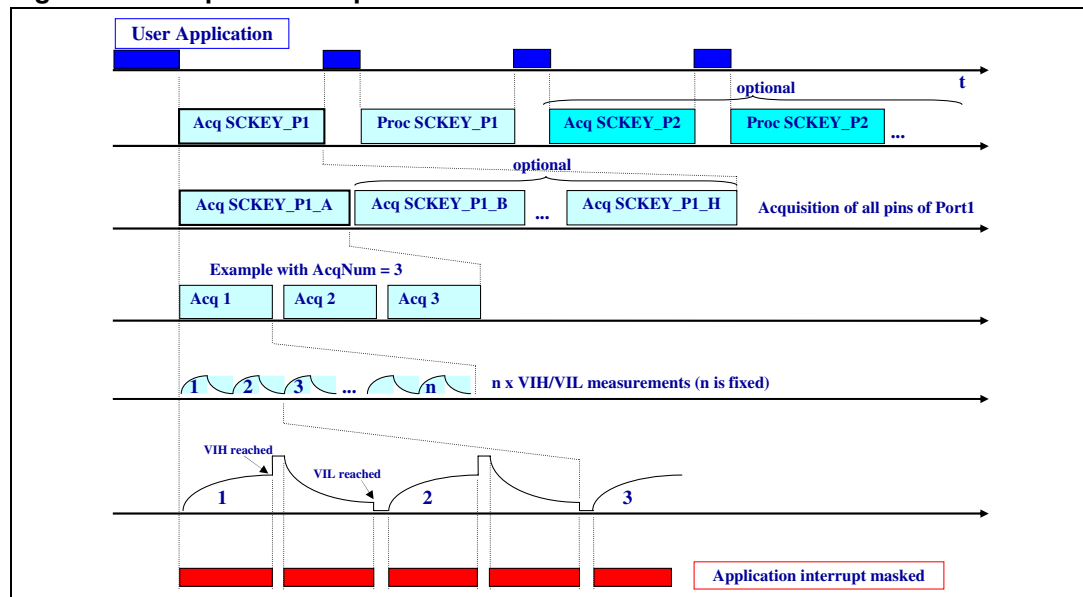 User Application
t
optional
Acq SCKEY_P1 Proc SCKEY_P1 Acq SCKEY_P2 Proc SCKEY_P2 ...
optional
Acq SCKEY_P1_A Acq SCKEY_P1_B ... Acq SCKEY_P1_H Acquisition of all pins of Port1
Example with AcqNum = 3
Acq 1 Acq 2 Acq 3
1 2 3 ... n n x VIH/VIL measurements (n is fixed)
VIH reached
VIL reached
1 2 3
Application interrupt masked